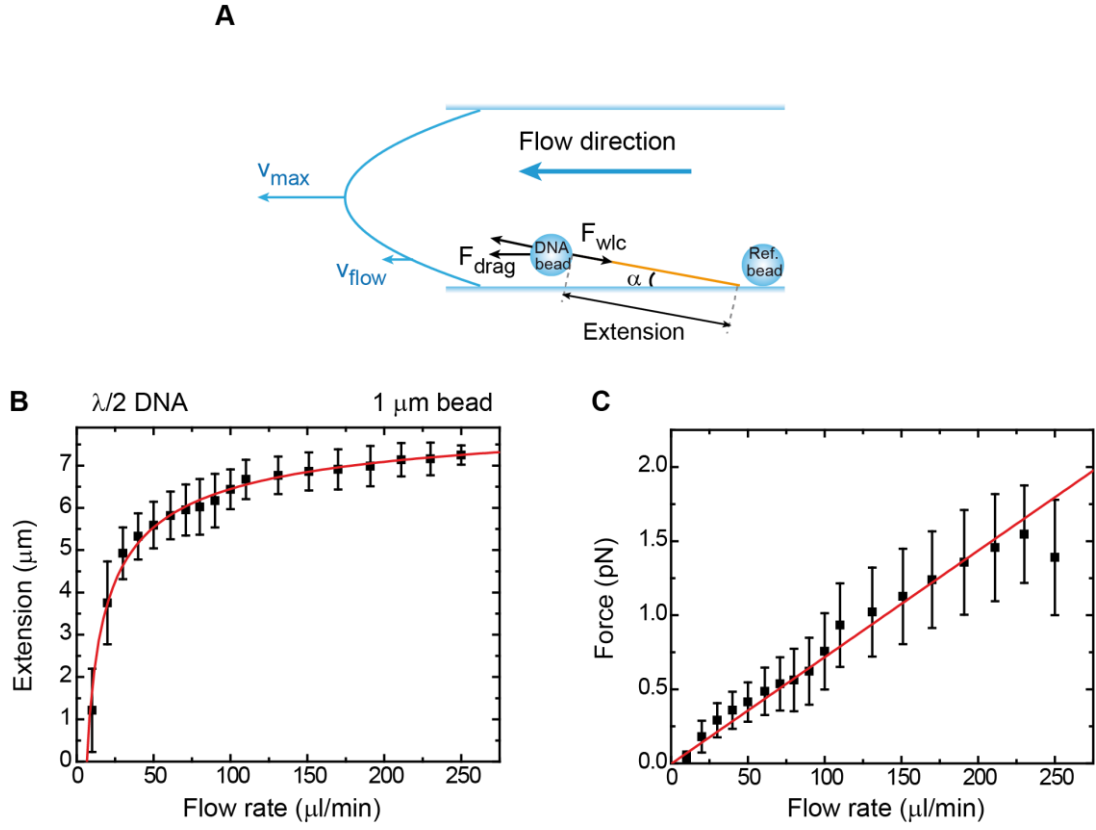 A
Flow direction
v_max
F_wlc
DNA
bead
Ref.
bead
F_drag
v_flow
α
Extension
B
λ/2 DNA
1 μm bead
7
6
5
4
3
2
1
0
Extension (μm)
0 50 100 150 200 250
Flow rate (μl/min)
C
2.0
1.5
1.0
0.5
0.0
Force (pN)
0 50 100 150 200 250
Flow rate (μl/min)